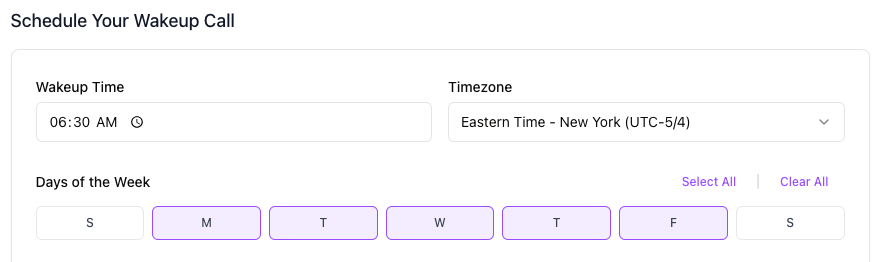 Schedule Your Wakeup Call
Wakeup Time
Timezone
06:30 AM
Eastern Time - New York (UTC-5/4)
Days of the Week
Select All | Clear All
S M T W T F S